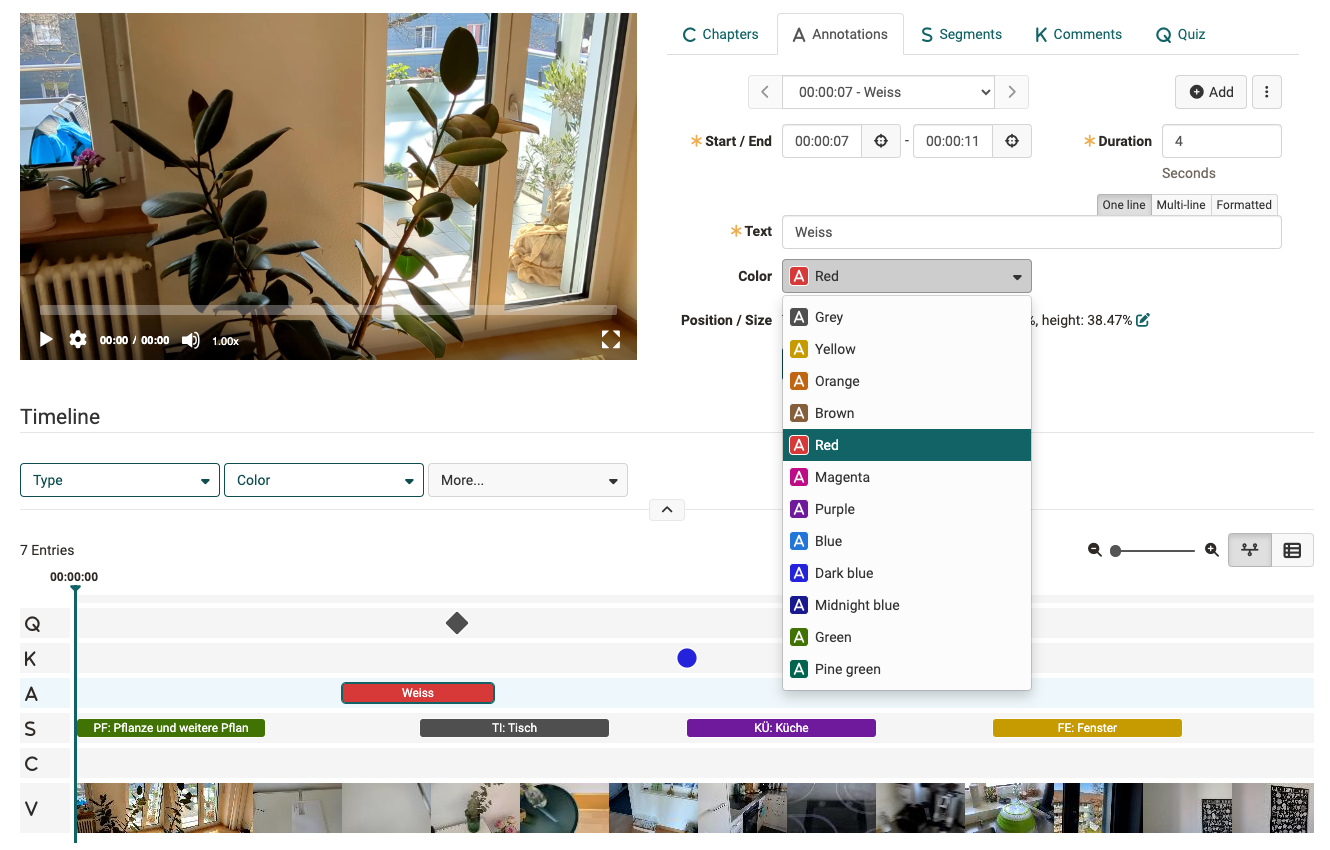 C Chapters
A Annotations
S Segments
K Comments
Q Quiz
00:00:07 - Weiss
Add
Start / End
00:00:07
-
00:00:11
Duration
4
Seconds
One line
Multi-line
Formatted
Text
Weiss
Color
A Red
Position / Size
%, height: 38.47%
A Grey
A Yellow
A Orange
A Brown
A Red
A Magenta
A Purple
A Blue
A Dark blue
A Midnight blue
A Green
A Pine green
00:00 / 00:00
1.00x
Timeline
Type
Color
More...
7 Entries
00:00:00
Q
K
A
Weiss
S
PF: Pflanze und weitere Pflan
TI: Tisch
KÜ: Küche
FE: Fenster
C
V